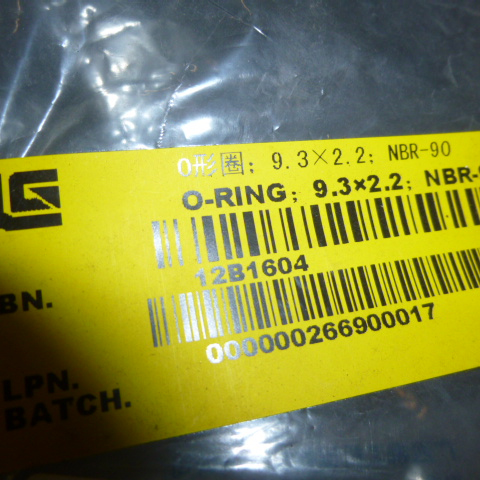 O形圈; 9.3×2.2; NBR-90
O-RING; 9.3×2.2; NBR-
12B1604
BN.
000000266900017
LPN.
BATCH.